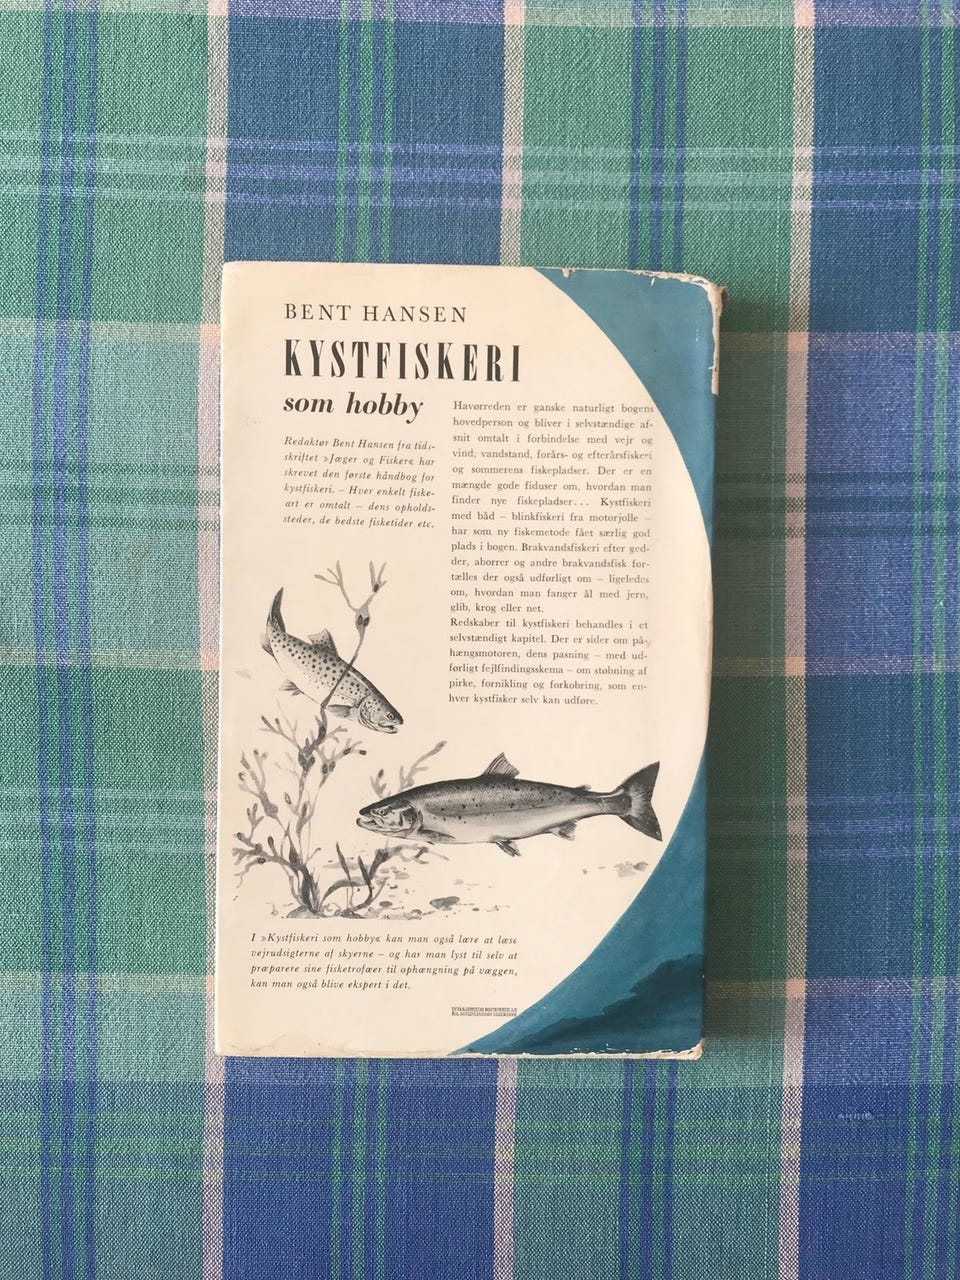 BENT HANSEN
KYSTFISKERI
som hobby
Redaktør Bent Hansen fra tids-
skriftet »Jæger og Fisker« har
skrevet den første håndbog for
kystfiskeri. – Hver enkelt fiske-
art er omtalt – dens opholds-
steder, de bedste fisketider etc.
Havørreden er ganske naturligt bogens
hovedperson og bliver i selvstændige af-
snit omtalt i forbindelse med vejr og
vind, vandstand, forårs- og efterårsfiskeri
og sommerens fiskepladser. Der er en
mængde gode fiduser om, hvordan man
finder nye fiskepladser... Kystfiskeri
med båd – blinkfiskeri fra motorjolle –
har som ny fiskemetode fået særlig god
plads i bogen. Brakvandsfiskeri efter ged-
der, aborrer og andre brakvandsfisk for-
tælles der også udførligt om – ligeledes
om, hvordan man fanger ål med jern,
glib, krog eller net.
Redskaber til kystfiskeri behandles i et
selvstændigt kapitel. Der er sider om på-
hængsmotoren, dens pasning – med ud-
førligt fejlfindingsskema – om støbning af
pirke, fornikling og forkobring, som en-
hver kystfisker selv kan udføre.
I »Kystfiskeri som hobby« kan man også lære at læse
vejrudsigterne af skyerne – og har man lyst til selv at
præparere sine fisketrofæer til ophængning på væggen,
kan man også blive ekspert i det.